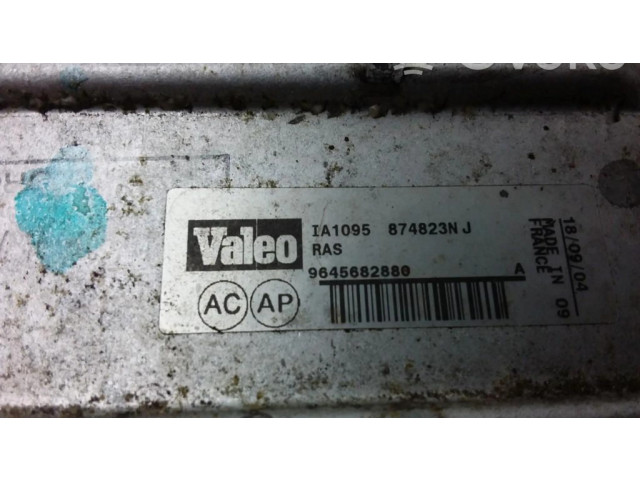 Valeo
IA1095 874823N J
RAS
9645682880 A
AC AP
18/09/04
MADE IN 09
FRANCE